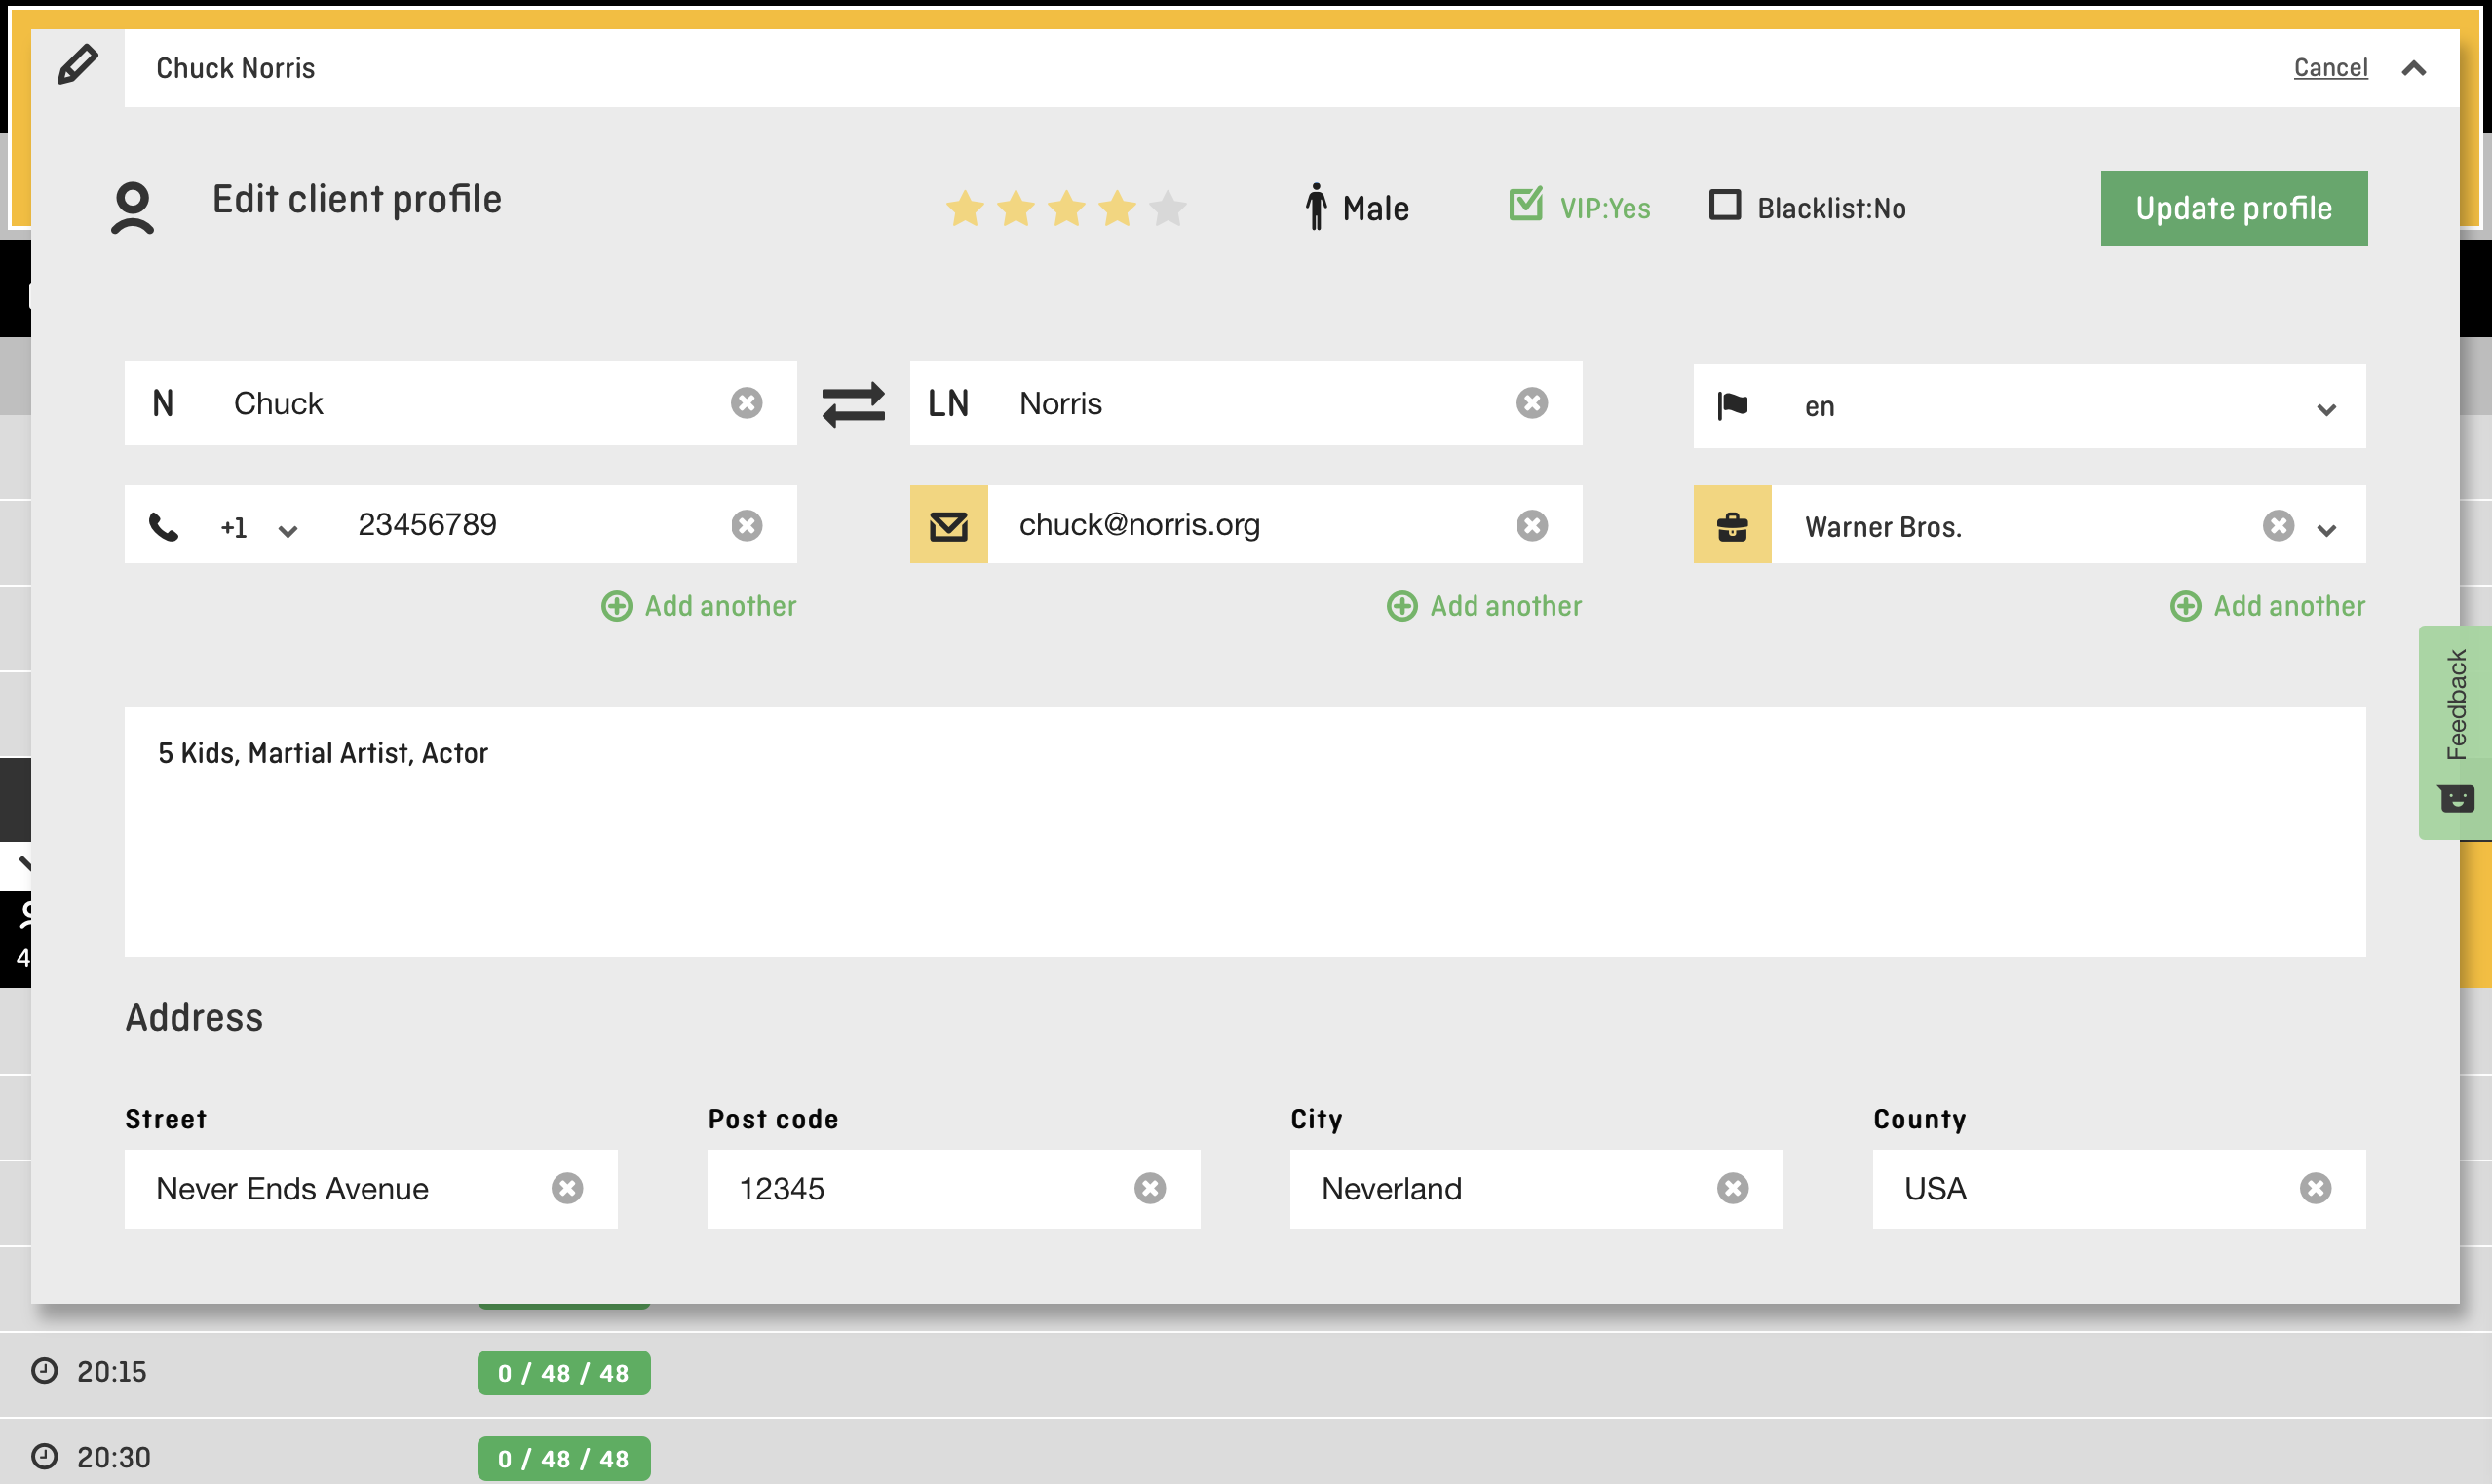 Chuck Norris
Cancel
Edit client profile
Male
VIP:Yes
Blacklist:No
Update profile
N Chuck
LN Norris
en
+1 23456789
chuck@norris.org
Warner Bros.
Add another
Add another
Add another
Feedback
5 Kids, Martial Artist, Actor
4
Address
Street
Post code
City
County
Never Ends Avenue
12345
Neverland
USA
20:15
0 / 48 / 48
20:30
0 / 48 / 48